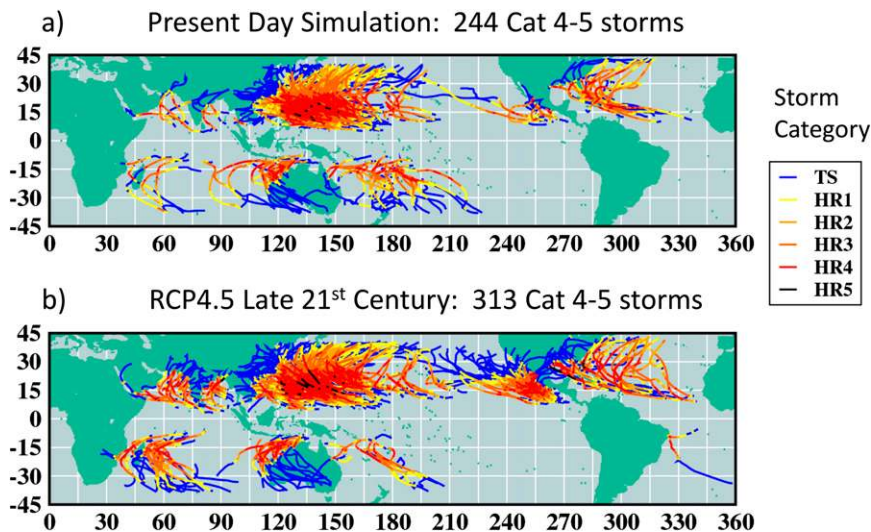 a) Present Day Simulation: 244 Cat 4-5 storms
45
30
15
0
-15
-30
-45
0 30 60 90 120 150 180 210 240 270 300 330 360
Storm
Category
TS
HR1
HR2
HR3
HR4
HR5
b) RCP4.5 Late 21st Century: 313 Cat 4-5 storms
45
30
15
0
-15
-30
-45
0 30 60 90 120 150 180 210 240 270 300 330 360